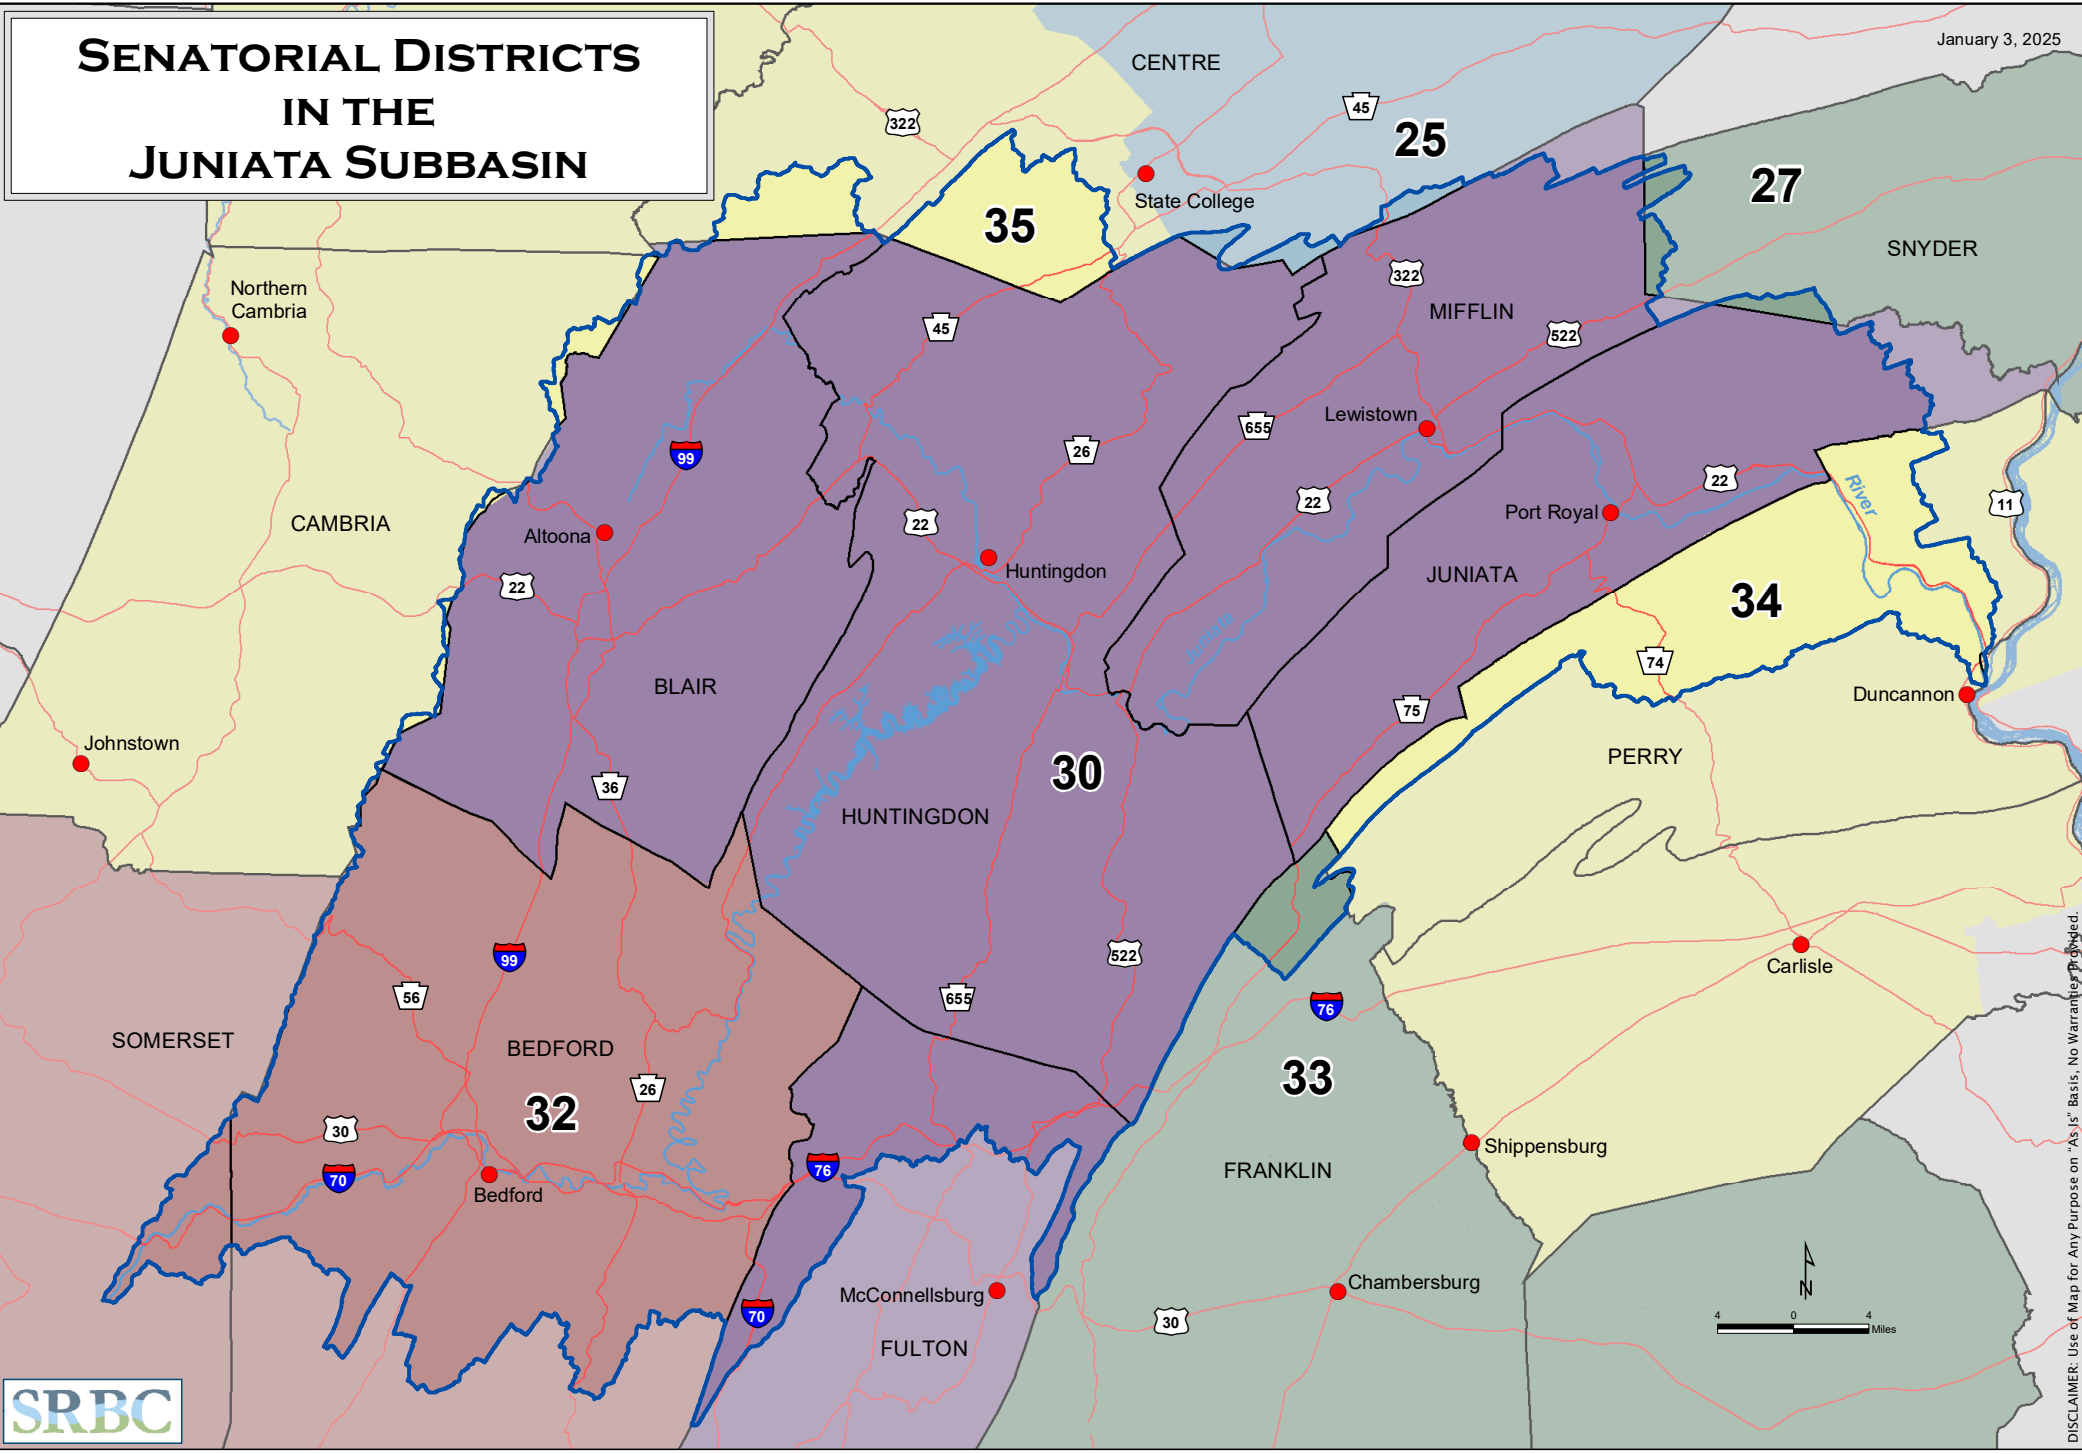 SENATORIAL DISTRICTS
IN THE
JUNIATA SUBBASIN
January 3, 2025
CENTRE
45
322
25
27
State College
35
SNYDER
Northern
Cambria
322
MIFFLIN
45
522
Lewistown
655
26
99
22
22
River
11
Port Royal
22
CAMBRIA
Altoona
Huntingdon
JUNIATA
22
34
Juniata
74
BLAIR
Duncannon
75
Johnstown
PERRY
30
36
HUNTINGDON
Carlisle
99
522
56
655
76
SOMERSET
BEDFORD
33
26
32
30
Shippensburg
76
FRANKLIN
70
Bedford
McConnellsburg
Chambersburg
70
30
FULTON
N
4 0 4
Miles
SRBC
DISCLAIMER: Use of Map for Any Purpose on "As Is" Basis, No Warranties Provided.